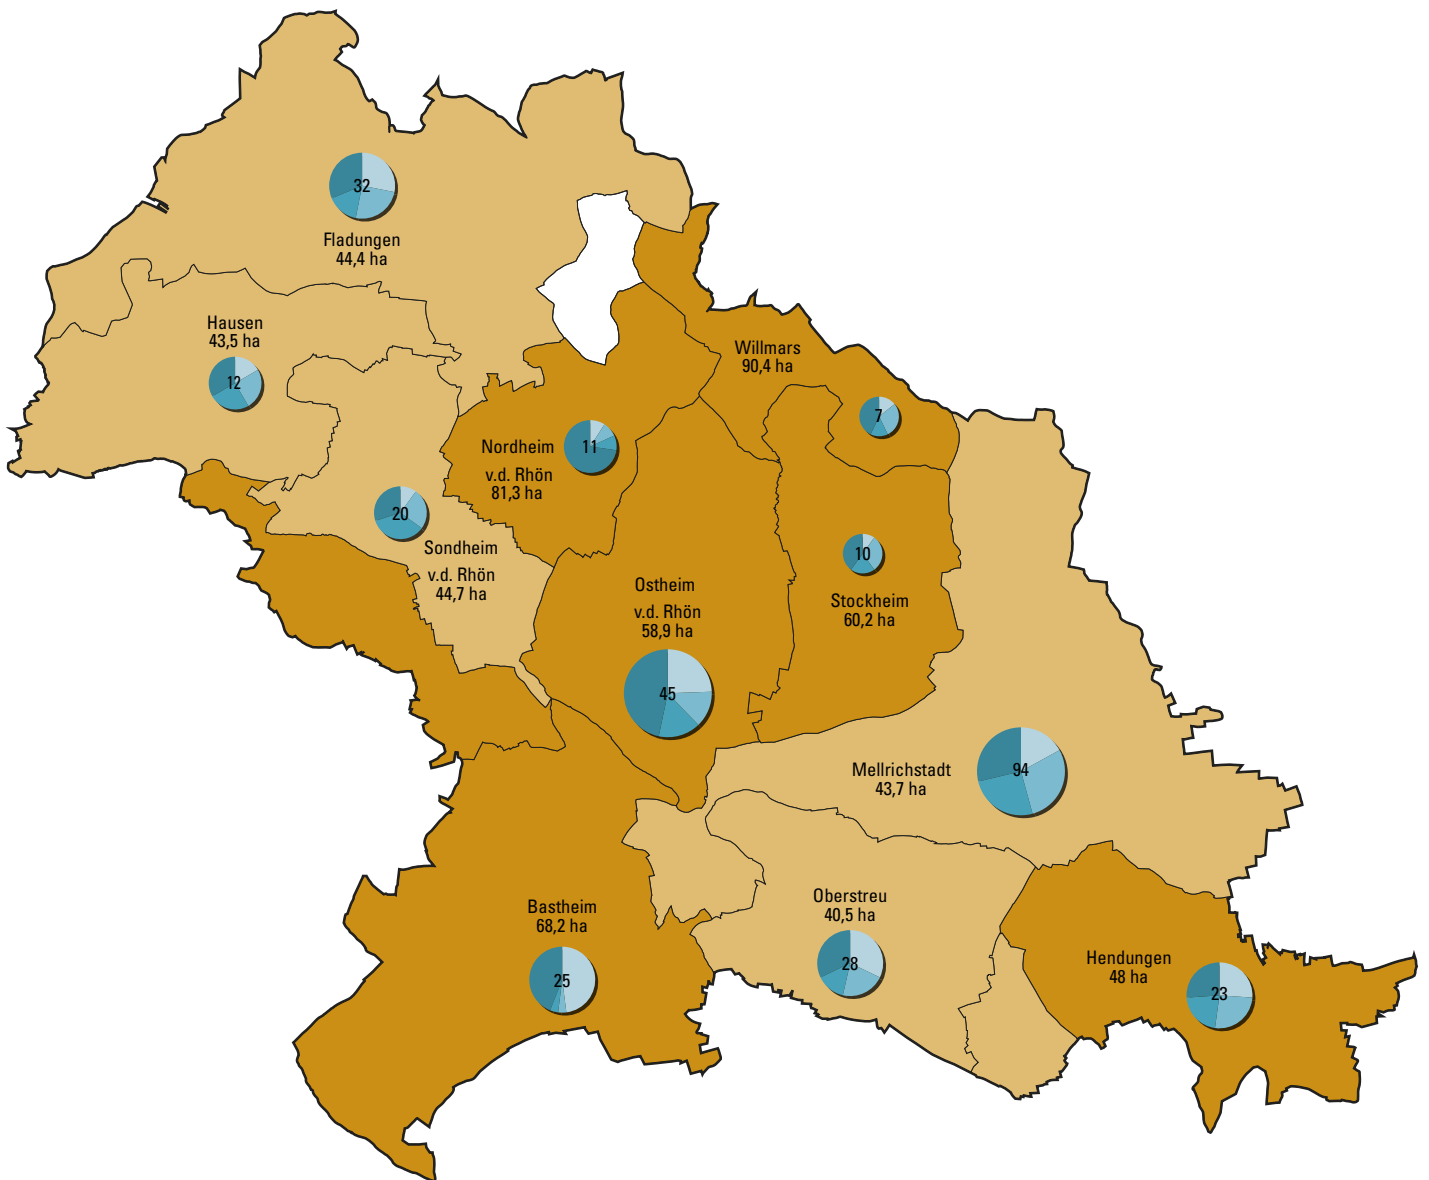 32
Fladungen
44,4 ha
Hausen
43,5 ha
12
Willmars
90,4 ha
7
Nordheim
v.d. Rhön
81,3 ha
11
20
Sondheim
v.d. Rhön
44,7 ha
10
Stockheim
60,2 ha
Ostheim
v.d. Rhön
58,9 ha
45
Mellrichstadt
43,7 ha
94
Oberstreu
40,5 ha
28
Bastheim
68,2 ha
25
Hendungen
48 ha
23